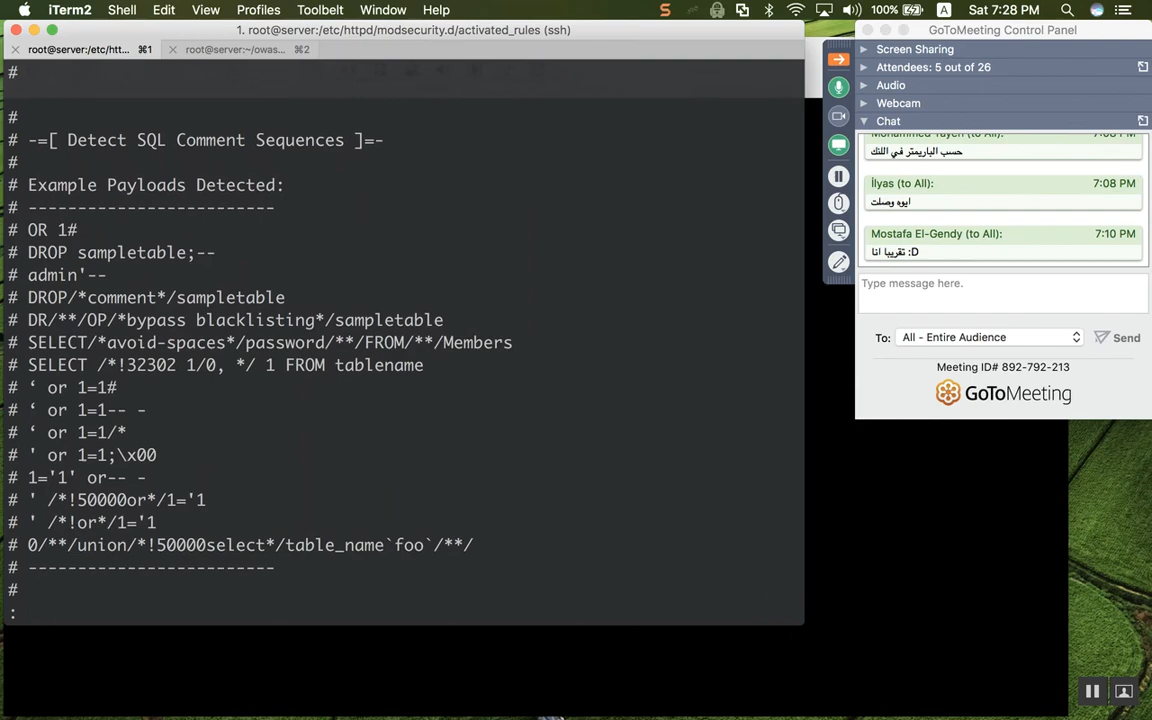 iTerm2 Shell Edit View Profiles Toolbelt Window Help
100% A Sat 7:28 PM
1. root@server:/etc/httpd/modsecurity.d/activated_rules (ssh)
root@server:/etc/htt... ⌘1
root@server:~/owas... ⌘2
#
#
# -=[ Detect SQL Comment Sequences ]=-
#
# Example Payloads Detected:
# -------------------------
# OR 1#
# DROP sampletable;--
# admin'--
# DROP/*comment*/sampletable
# DR/**/OP/*bypass blacklisting*/sampletable
# SELECT/*avoid-spaces*/password/**/FROM/**/Members
# SELECT /*!32302 1/0, */ 1 FROM tablename
# ‘ or 1=1#
# ‘ or 1=1-- -
# ‘ or 1=1/*
# ' or 1=1;\x00
# 1='1' or-- -
# ' /*!50000or*/1='1
# ' /*!or*/1='1
# 0/**/union/*!50000select*/table_name`foo`/**/
# -------------------------
#
:
GoToMeeting Control Panel
Screen Sharing
Attendees: 5 out of 26
Audio
Webcam
Chat
حسب الباريمتر في اللنك
İlyas (to All): 7:08 PM
ايوه وصلت
Mostafa El-Gendy (to All): 7:10 PM
تقريبا انا :D
Type message here.
To: All - Entire Audience Send
Meeting ID# 892-792-213
GoToMeeting